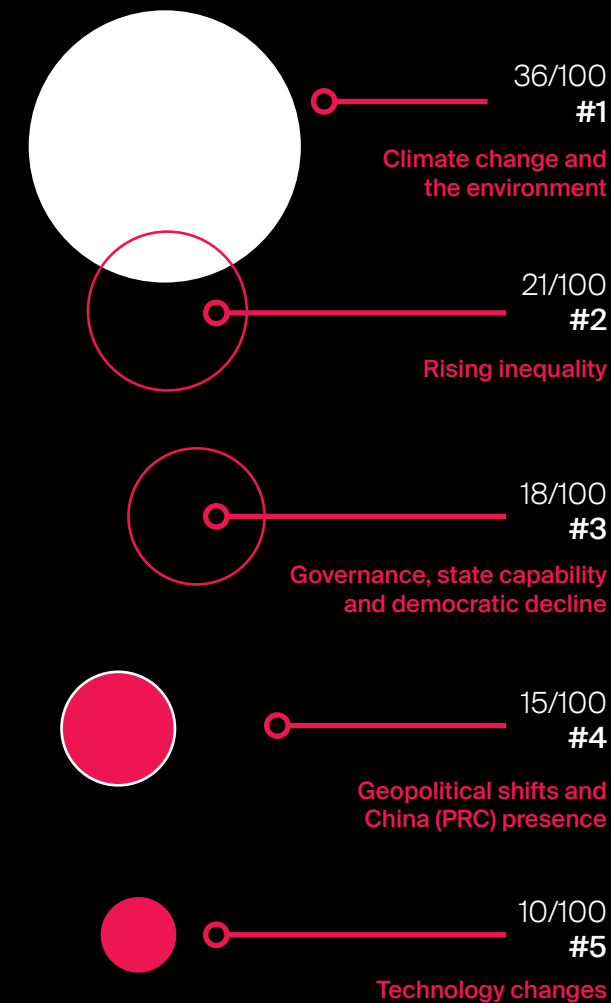 36/100
#1
Climate change and
the environment
21/100
#2
Rising inequality
18/100
#3
Governance, state capability
and democratic decline
15/100
#4
Geopolitical shifts and
China (PRC) presence
10/100
#5
Technology changes